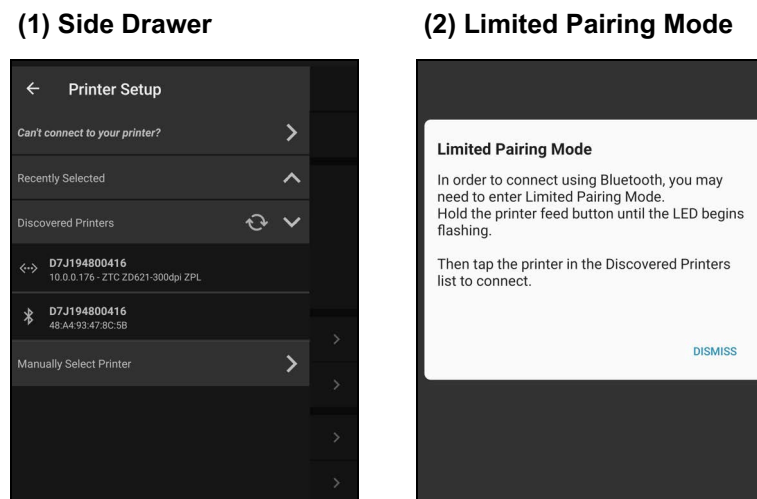 (1) Side Drawer
Printer Setup
Can't connect to your printer?
Recently Selected
Discovered Printers
D7J194800416
10.0.0.176 - ZTC ZD621-300dpi ZPL
D7J194800416
48:A4:93:47:8C:5B
Manually Select Printer
(2) Limited Pairing Mode
Limited Pairing Mode
In order to connect using Bluetooth, you may
need to enter Limited Pairing Mode.
Hold the printer feed button until the LED begins
flashing.
Then tap the printer in the Discovered Printers
list to connect.
DISMISS